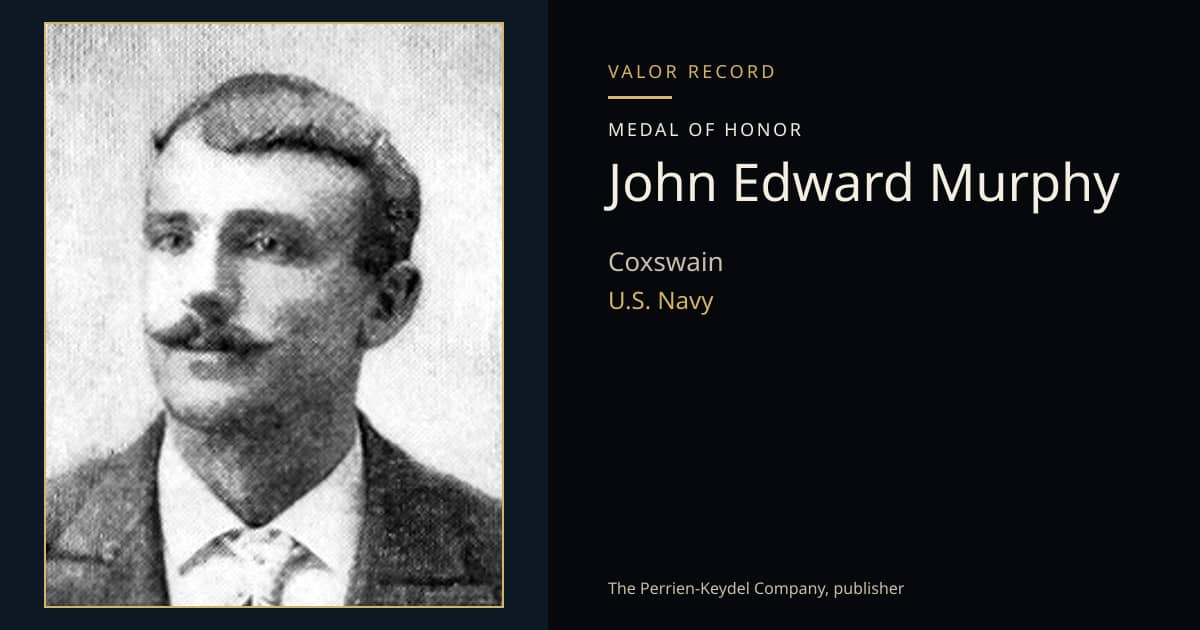 VALOR RECORD
MEDAL OF HONOR
John Edward Murphy
Coxswain
U.S. Navy
The Perrien-Keydel Company, publisher